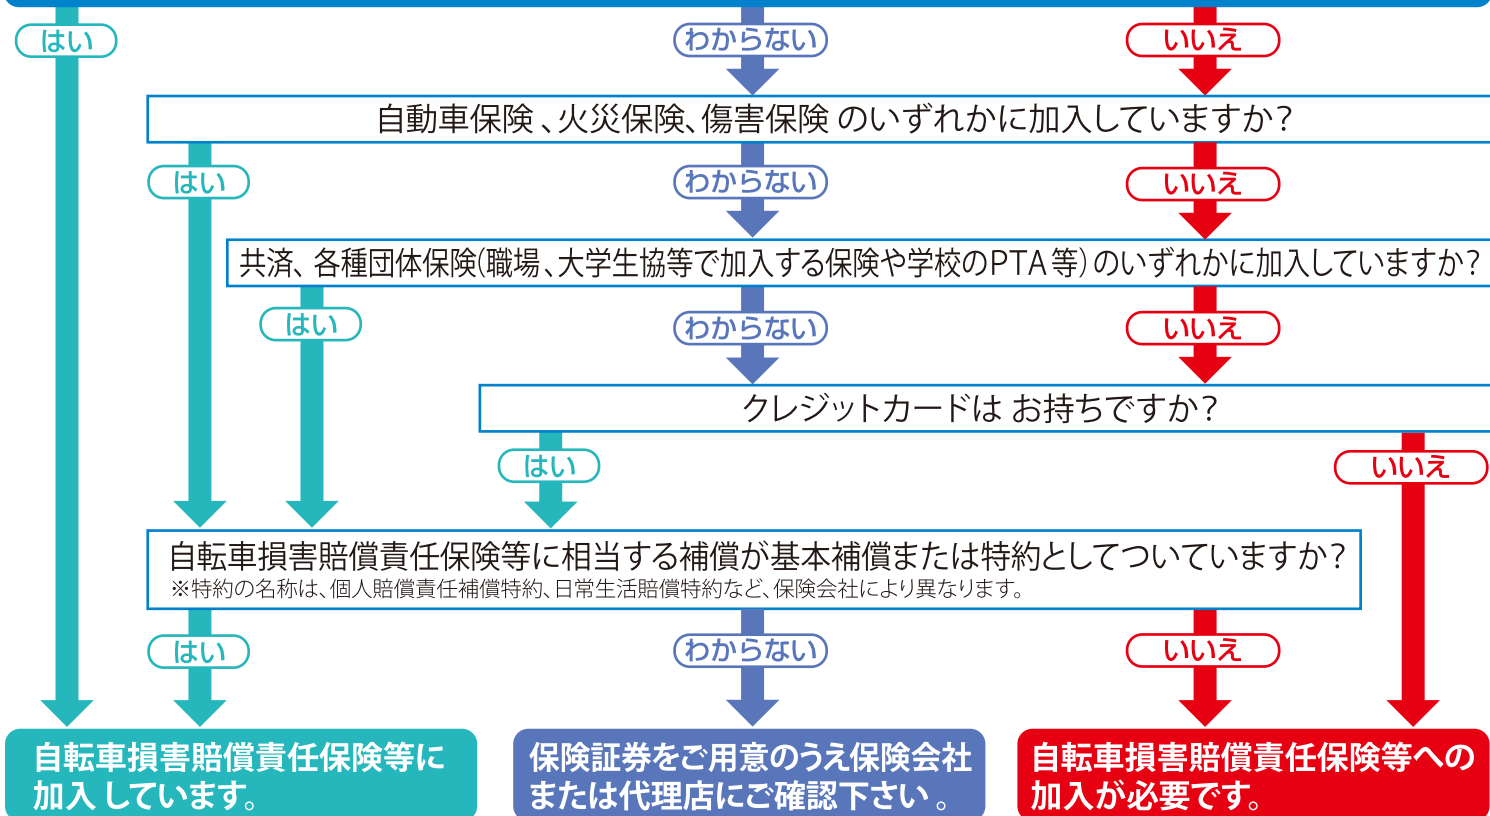 はい
わからない
いいえ
自動車保険、火災保険、傷害保険 のいずれかに加入していますか？
はい
わからない
いいえ
共済、各種団体保険(職場、大学生協等で加入する保険や学校のPTA等)のいずれかに加入していますか？
はい
わからない
いいえ
クレジットカードは お持ちですか？
はい
いいえ
自転車損害賠償責任保険等に相当する補償が基本補償または特約としてついていますか？
※特約の名称は、個人賠償責任補償特約、日常生活賠償特約など、保険会社により異なります。
はい
わからない
いいえ
自転車損害賠償責任保険等に
加入しています。
保険証券をご用意のうえ保険会社
または代理店にご確認下さい。
自転車損害賠償責任保険等への
加入が必要です。